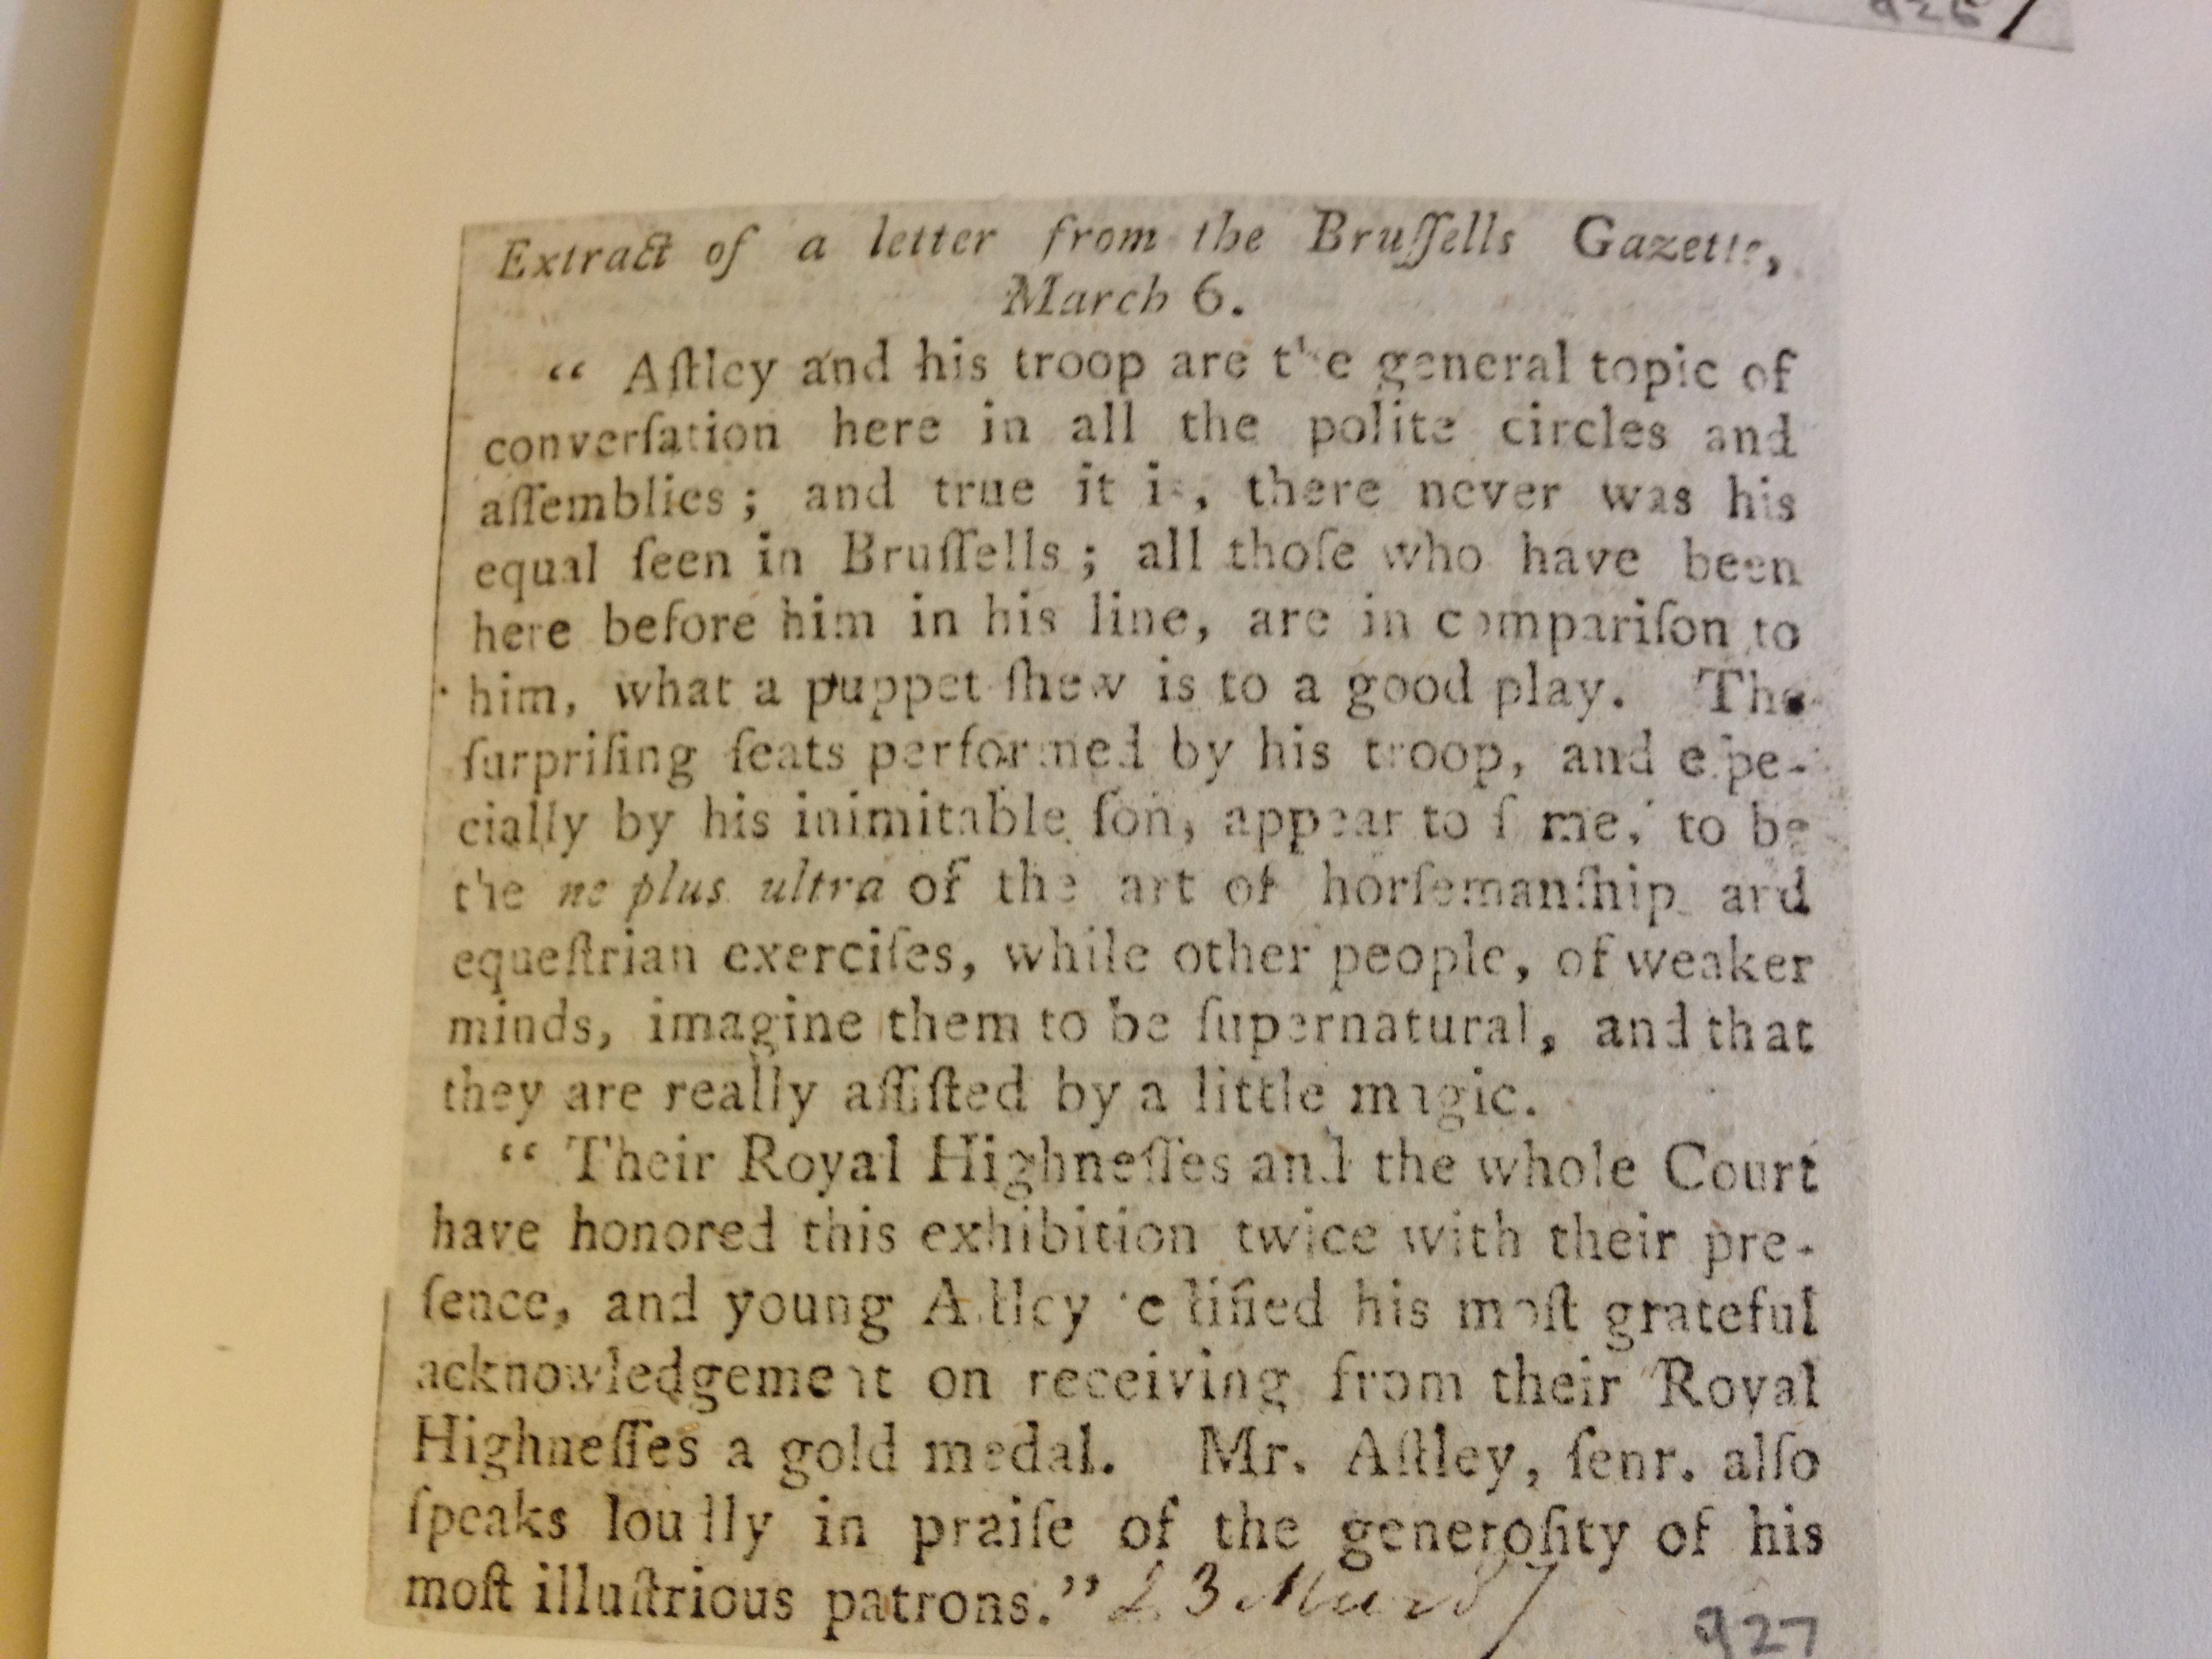 926
Extract of a letter from the Bruſſells Gazette,
March 6.
“ Aſtley and his troop are the general topic of
converſation here in all the polite circles and
aſſemblies ; and true it is, there never was his
equal ſeen in Bruſſells ; all thoſe who have been
here before him in his line, are in compariſon to
him, what a puppet ſhew is to a good play. The
ſurpriſing feats performed by his troop, and eſpe-
cially by his inimitable ſon, appear to ſome, to be
the ne plus ultra of the art of horſemanſhip and
equeſtrian exerciſes, while other people, of weaker
minds, imagine them to be ſupernatural, and that
they are really aſſiſted by a little magic.
“ Their Royal Highneſſes and the whole Court
have honored this exhibition twice with their pre-
ſence, and young Aſtley teſtified his moſt grateful
acknowledgement on receiving from their Royal
Highneſſes a gold medal. Mr. Aſtley, ſenr. alſo
ſpeaks loudly in praiſe of the generoſity of his
moſt illuſtrious patrons.” 23 Mar 87
927